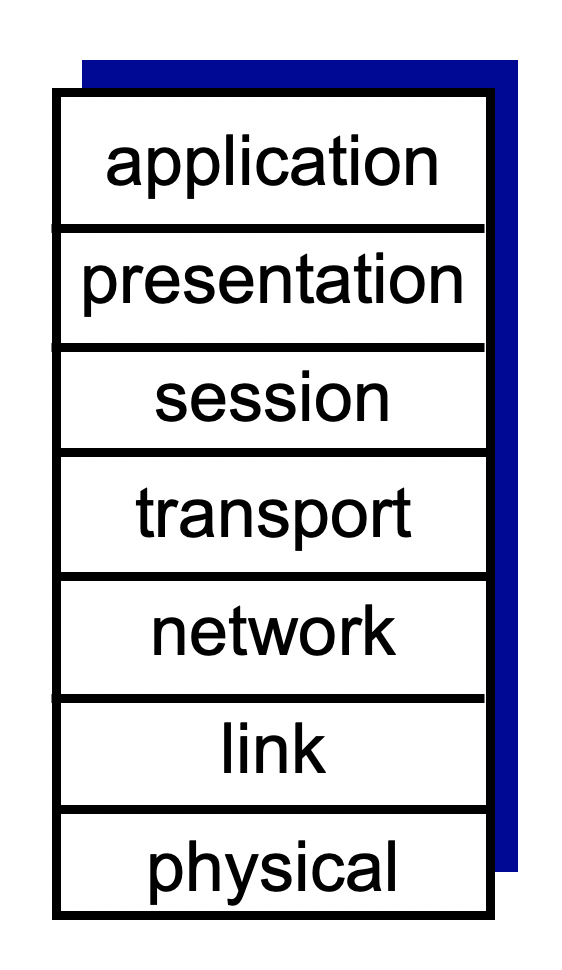 application
presentation
session
transport
network
link
physical